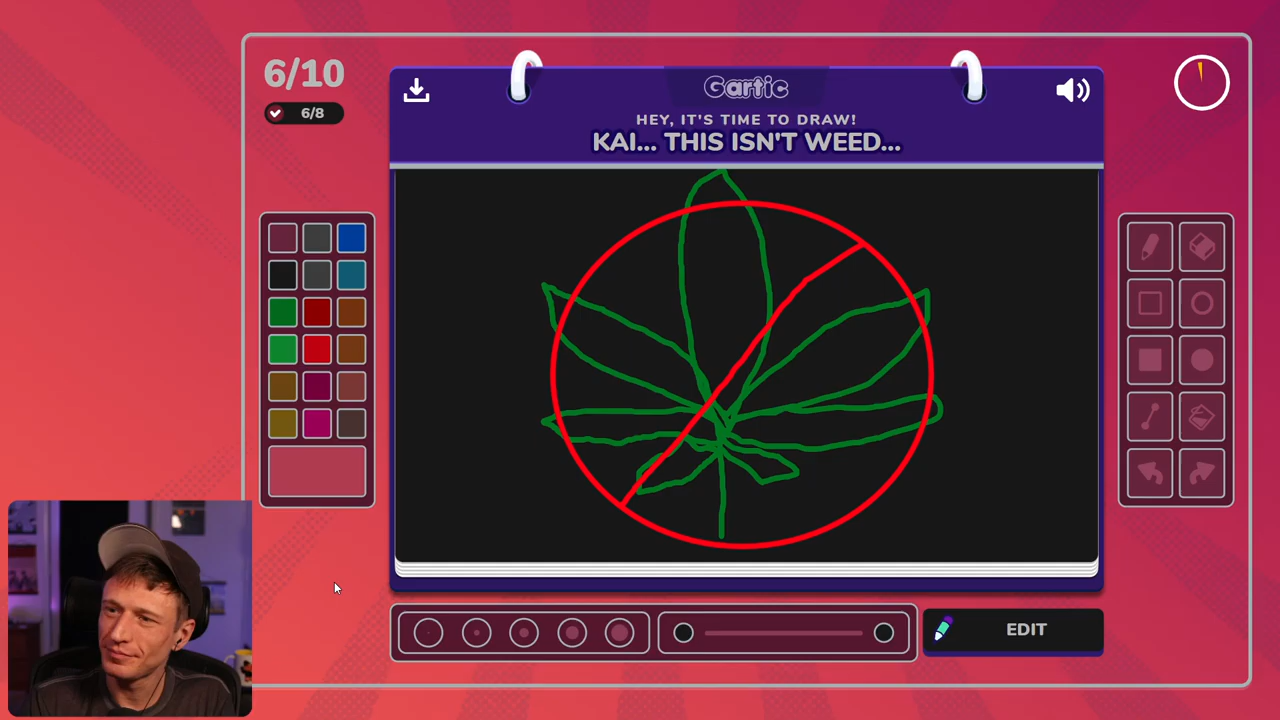 6/10
6/8
Gartic
HEY, IT'S TIME TO DRAW!
KAI... THIS ISN'T WEED...
EDIT